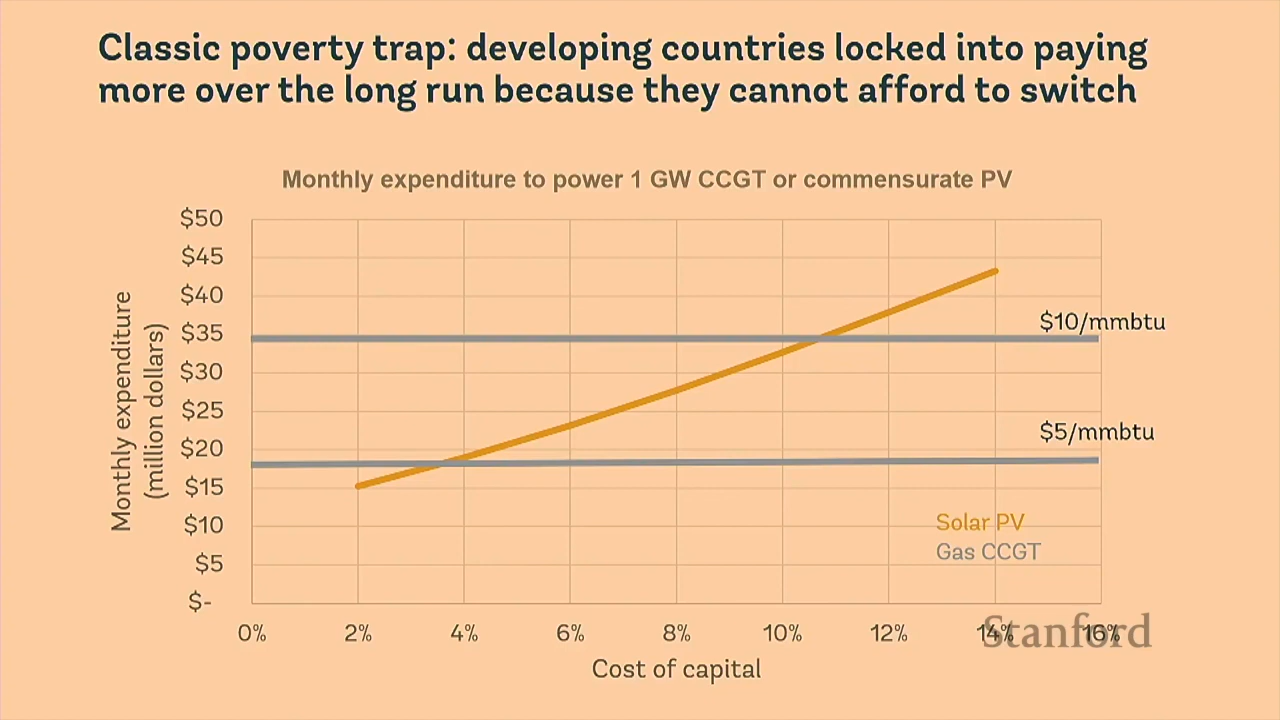 Classic poverty trap: developing countries locked into paying
more over the long run because they cannot afford to switch
Monthly expenditure to power 1 GW CCGT or commensurate PV
Monthly expenditure
(million dollars)
$50
$45
$40
$35
$30
$25
$20
$15
$10
$5
$-
$10/mmbtu
$5/mmbtu
Solar PV
Gas CCGT
0% 2% 4% 6% 8% 10% 12% 14% 16%
Stanford
Cost of capital